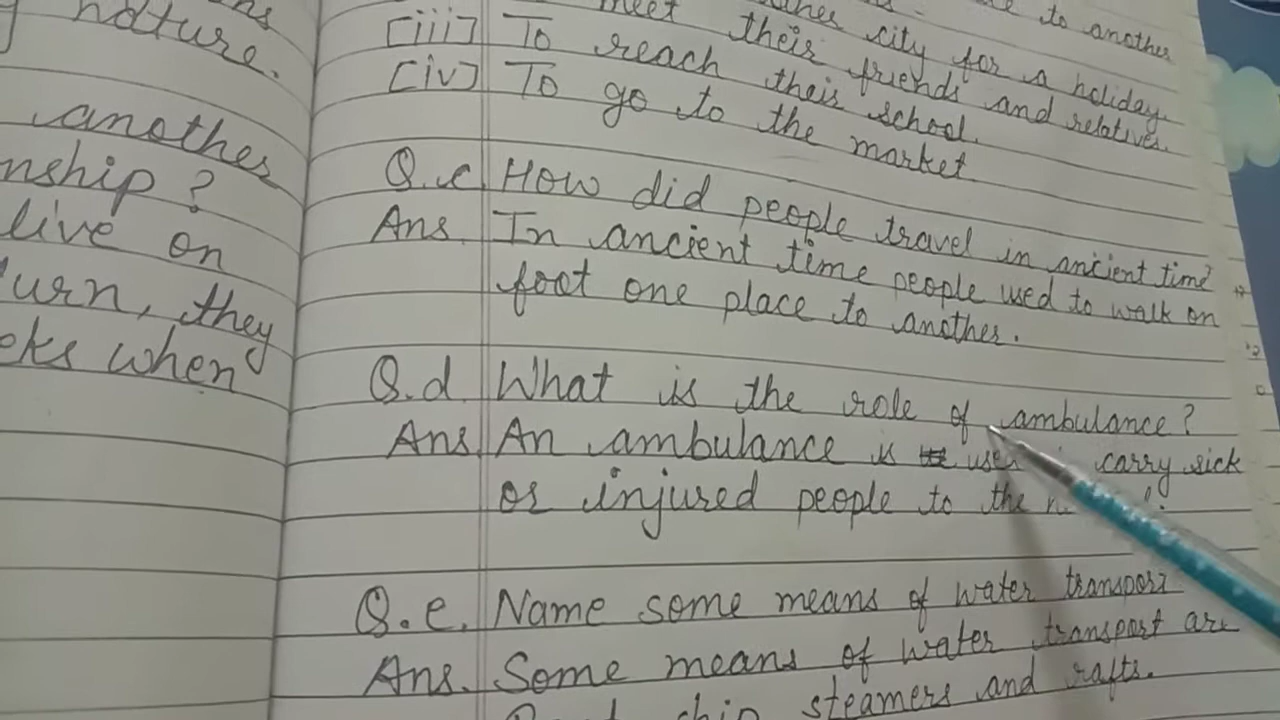 nature.
another
nship?
live on
urn, they
eks when
to another
city for a holiday.
meet their friends and relatives.
[iii] To reach their school.
[iv] To go to the market
Q.c. How did people travel in ancient time?
Ans. In ancient time people used to walk on
foot one place to another.
Q.d. What is the role of ambulance?
Ans. An ambulance is used carry sick
or injured people to the
Q.e. Name some means of water transport
Ans. Some means of water transport are
ship steamers and rafts.